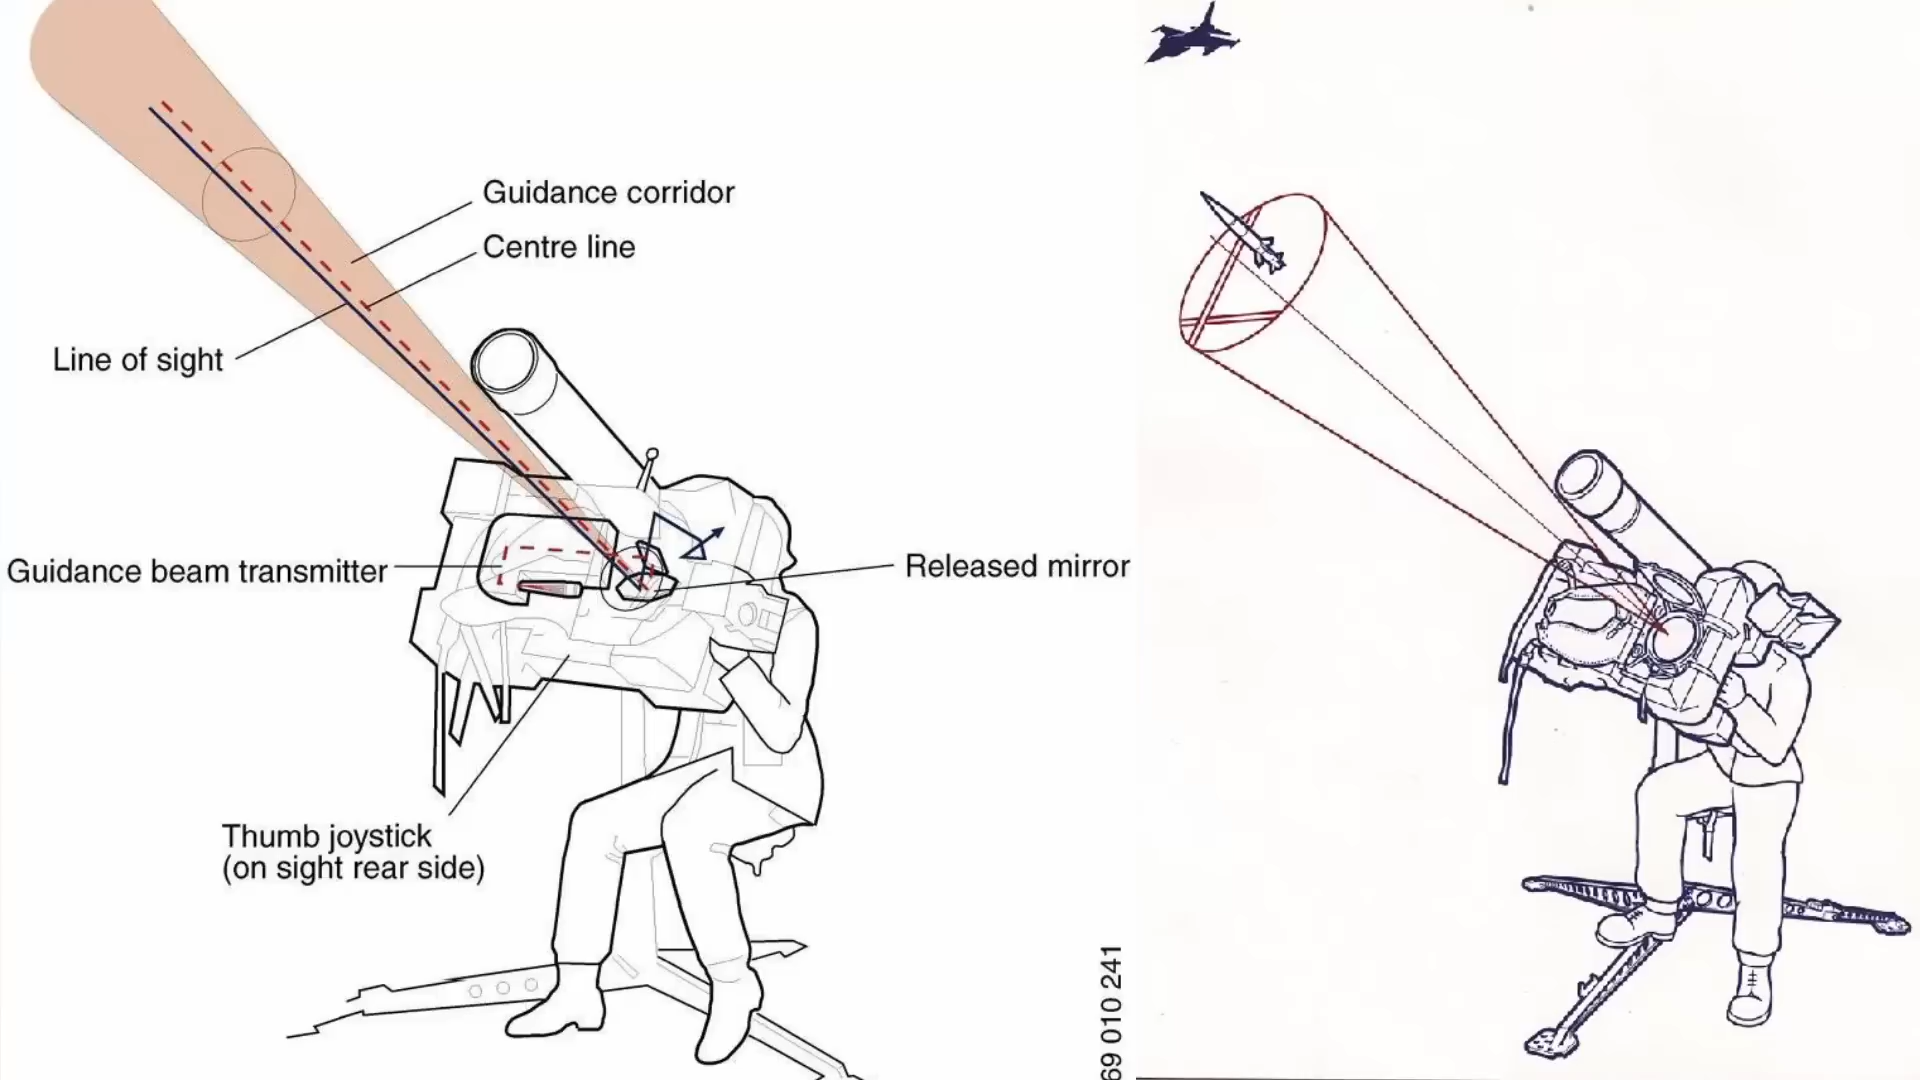 Guidance corridor
Centre line
Line of sight
Guidance beam transmitter
Released mirror
Thumb joystick
(on sight rear side)
69 010 241